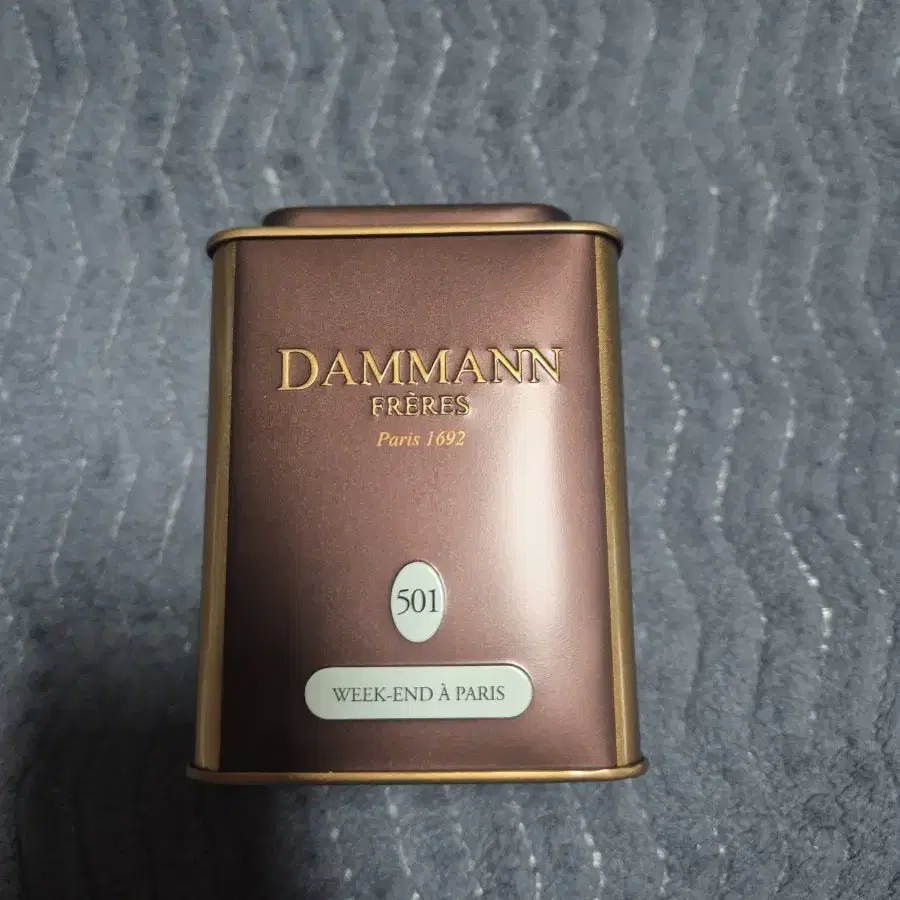 DAMMANN
FRÈRES
Paris 1692
501
WEEK-END À PARIS